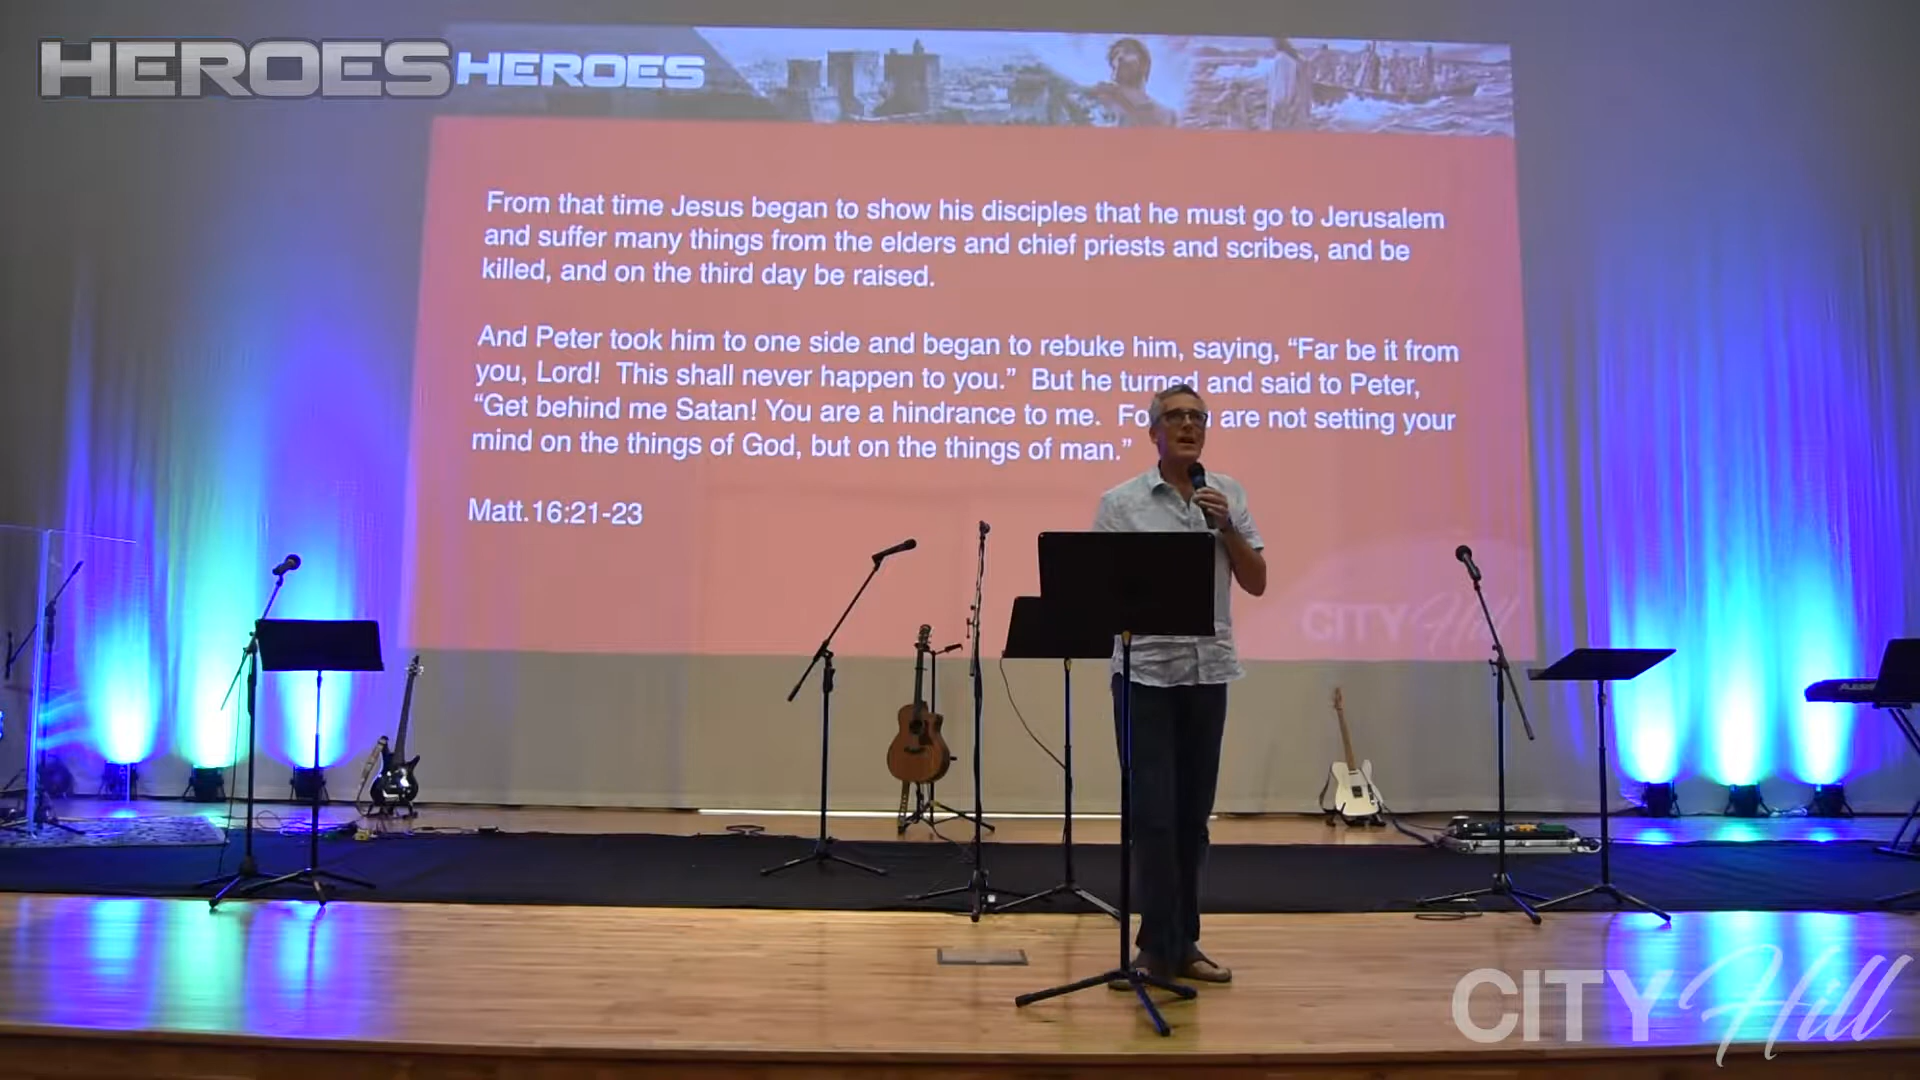 HEROES
HEROES
From that time Jesus began to show his disciples that he must go to Jerusalem
and suffer many things from the elders and chief priests and scribes, and be
killed, and on the third day be raised.
And Peter took him to one side and began to rebuke him, saying, “Far be it from
you, Lord!  This shall never happen to you.”  But he turned and said to Peter,
“Get behind me Satan! You are a hindrance to me.  are not setting your
mind on the things of God, but on the things of man.”
Matt.16:21-23
CITY Hill
CITY Hill